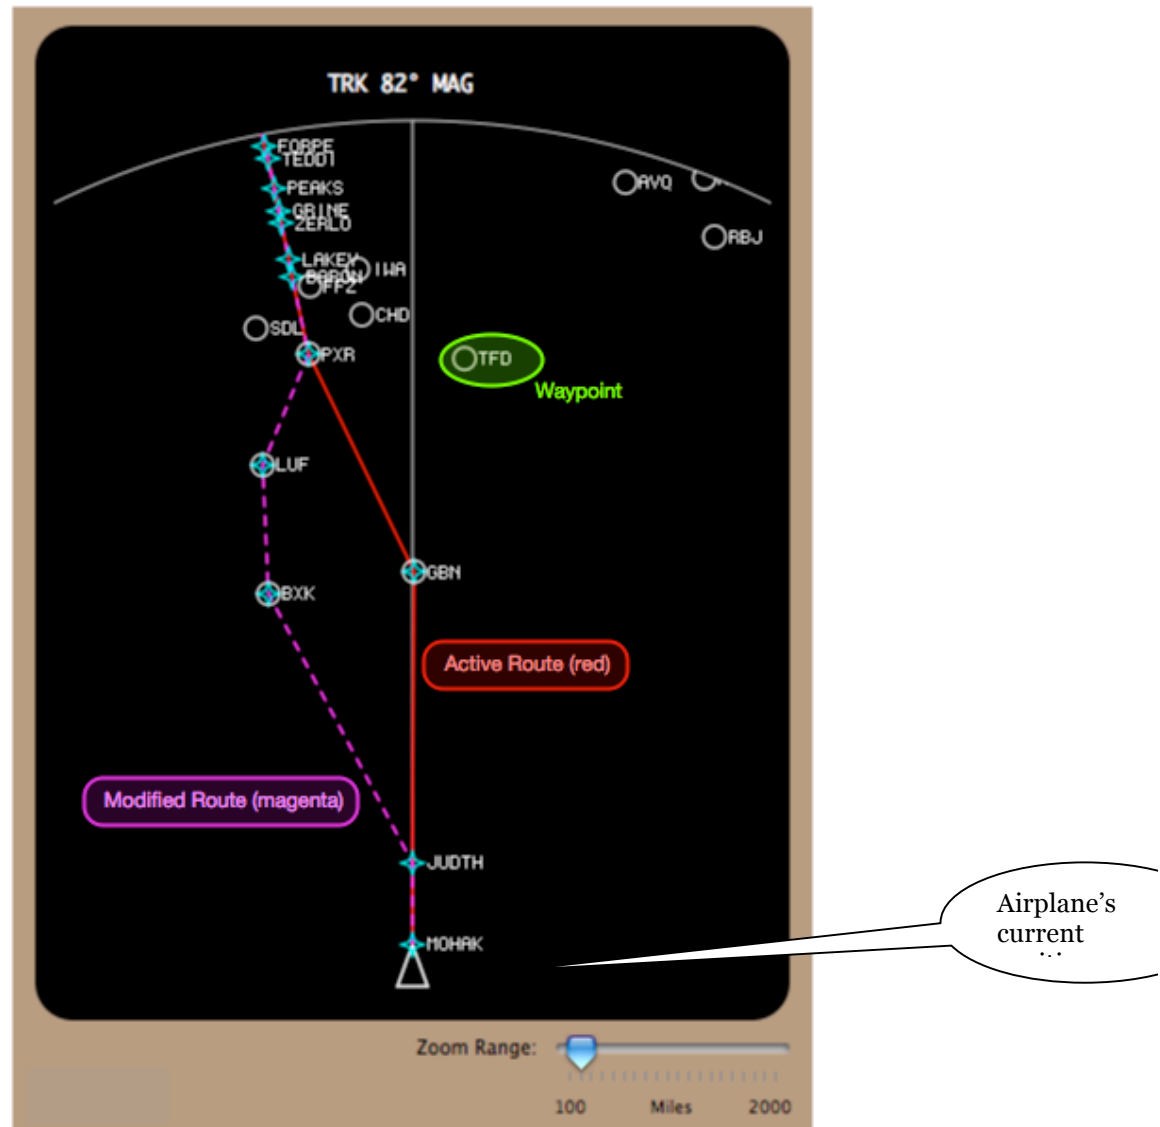 TRK 82° MAG
FORPE
TEDDI
PEAKS
GRINE
ZERLO
LAKEY
BARON
IWA
FFZ
CHD
SDL
PXR
AVQ
RBJ
TFD
Waypoint
LUF
GBN
BXK
Active Route (red)
Modified Route (magenta)
JUDTH
MOHAK
Airplane's
current
Zoom Range:
100 Miles 2000